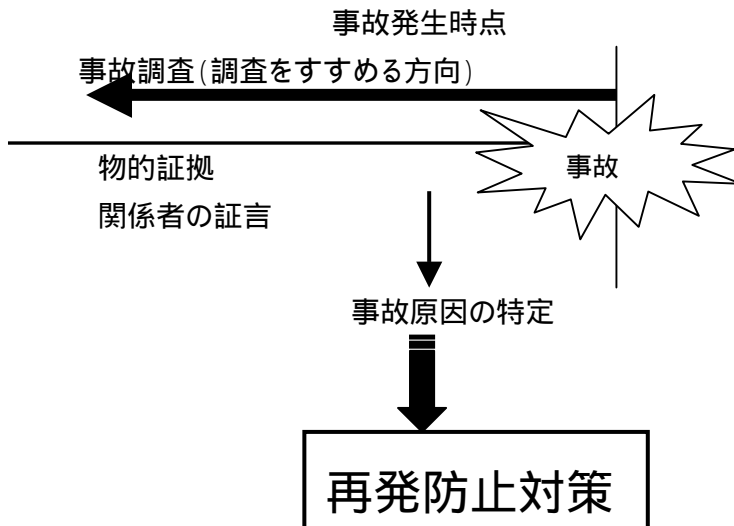 事故発生時点
事故調査(調査をすすめる方向)
事故
物的証拠
関係者の証言
事故原因の特定
再発防止対策